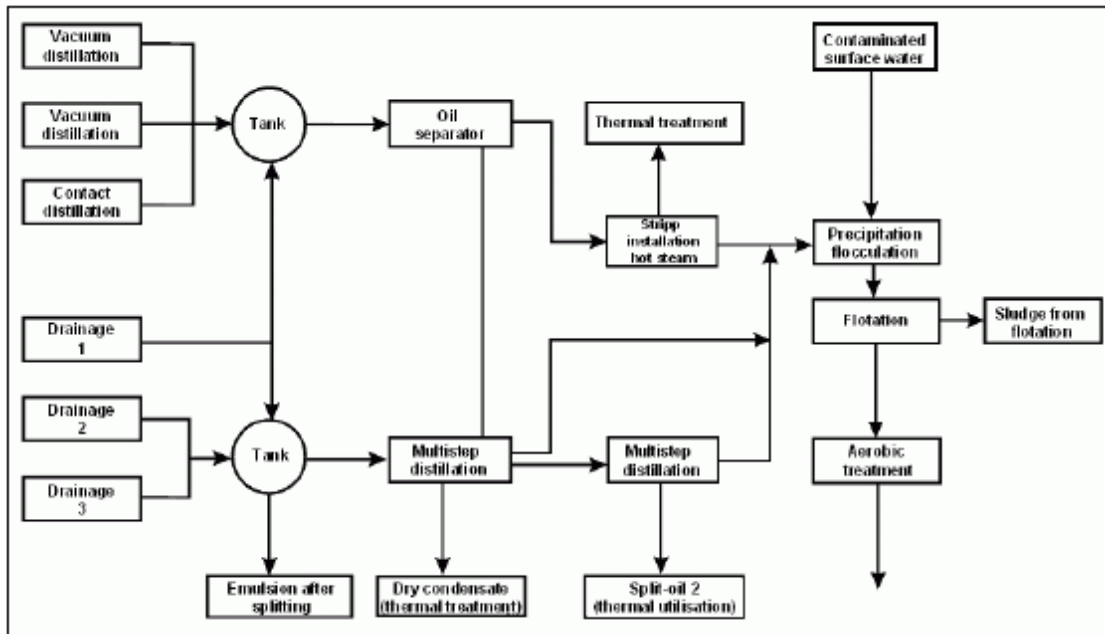 Vacuum
distillation
Vacuum
distillation
Contact
distillation
Tank
Oil
separator
Thermal treatment
Stripp
installation
hot steam
Contaminated
surface water
Precipitation
flocculation
Flotation
Sludge from
flotation
Aerobic
treatment
Drainage
1
Drainage
2
Drainage
3
Tank
Multistep
distillation
Multistep
distillation
Emulsion after
splitting
Dry condensate
(thermal treatment)
Split-oil 2
(thermal utilisation)